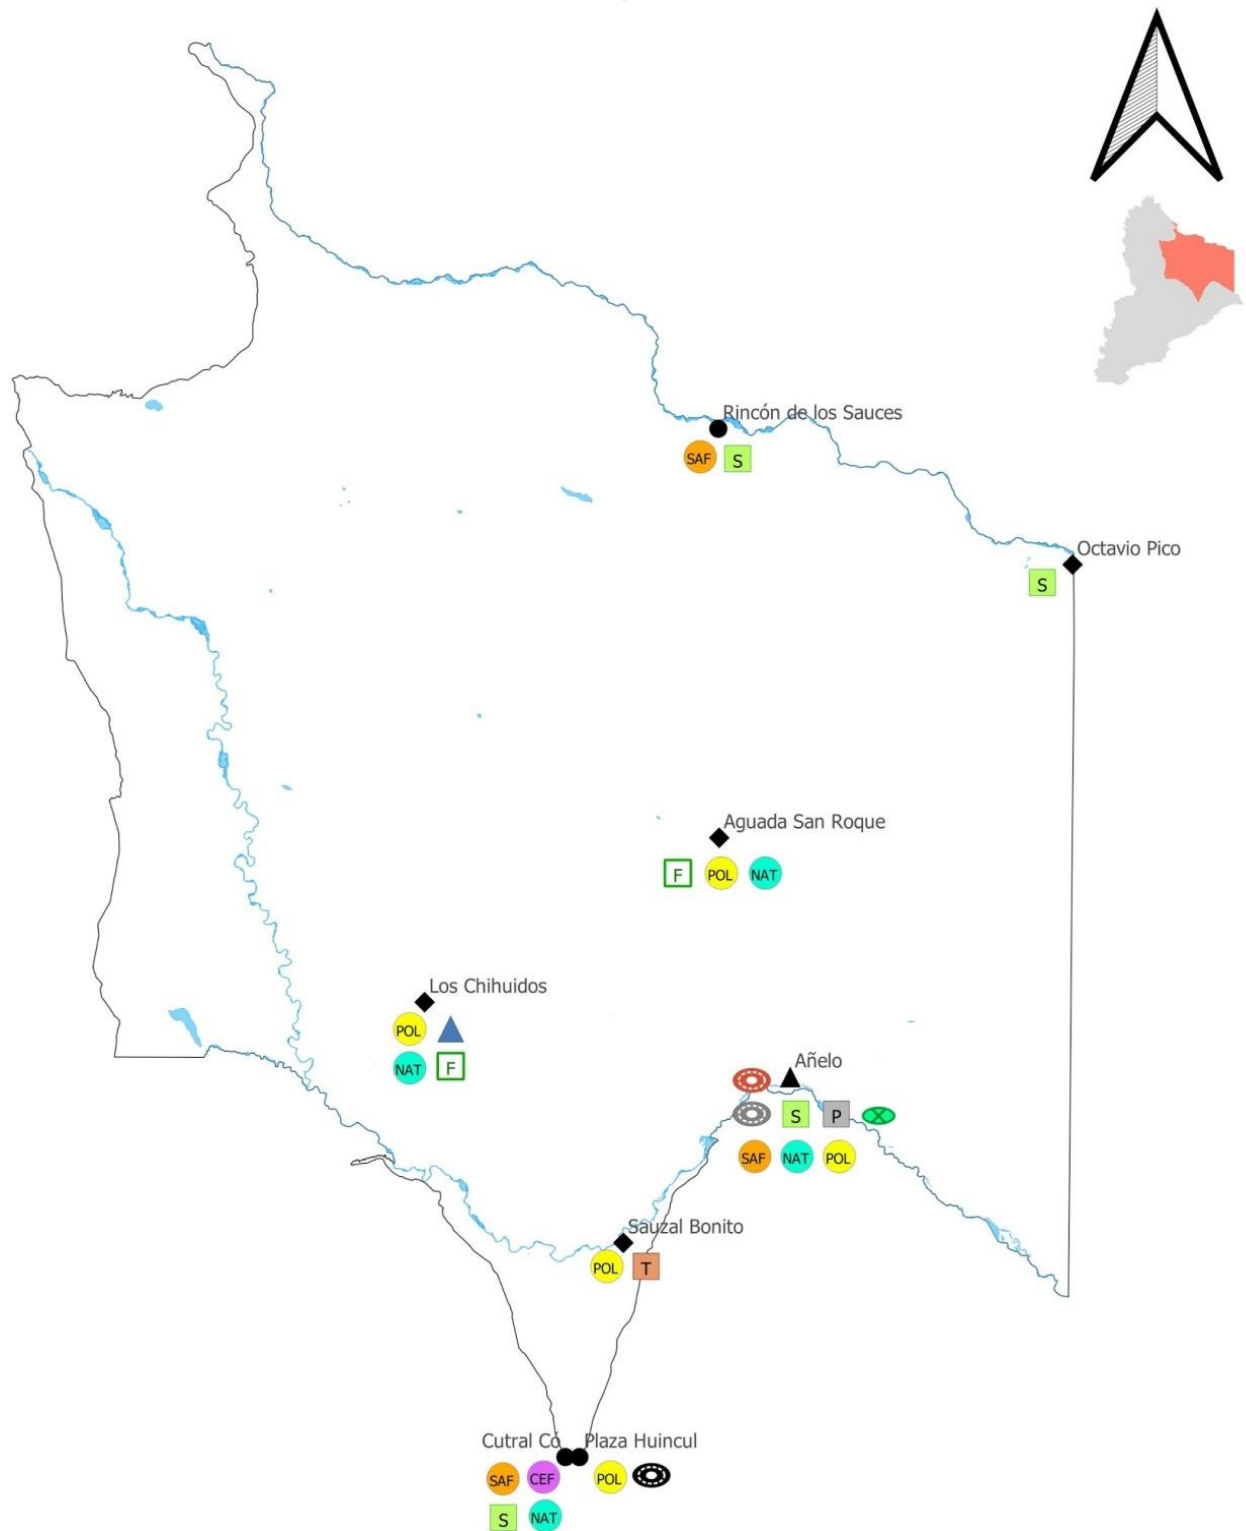 Rincón de los Sauces
SAF S
Octavio Pico
S
Aguada San Roque
F POL NAT
Los Chihuidos
POL
NAT F
Añelo
S P
SAF NAT POL
Sauzal Bonito
POL T
Cutral Có Plaza Huincul
SAF CEF POL
S NAT